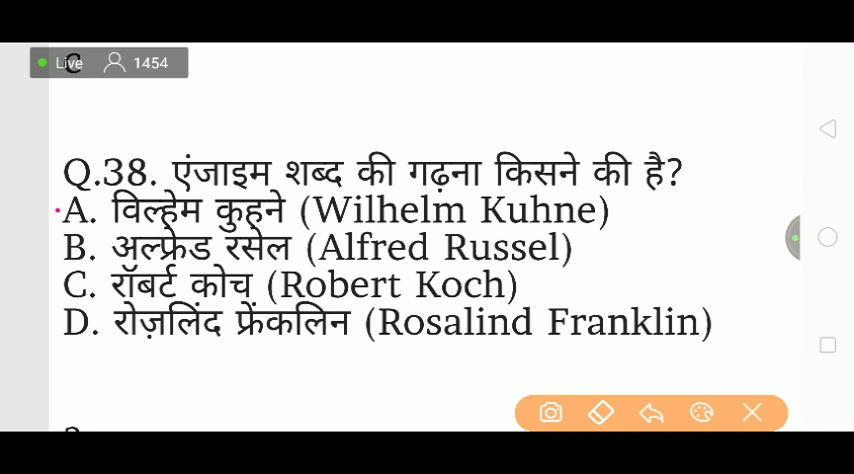 Live 1454
Q.38. एंजाइम शब्द की गढ़ना किसने की है?
A. विल्हेम कुहने (Wilhelm Kuhne)
B. अल्फ्रेड रसेल (Alfred Russel)
C. रॉबर्ट कोच (Robert Koch)
D. रोज़लिंद फ्रेंकलिन (Rosalind Franklin)